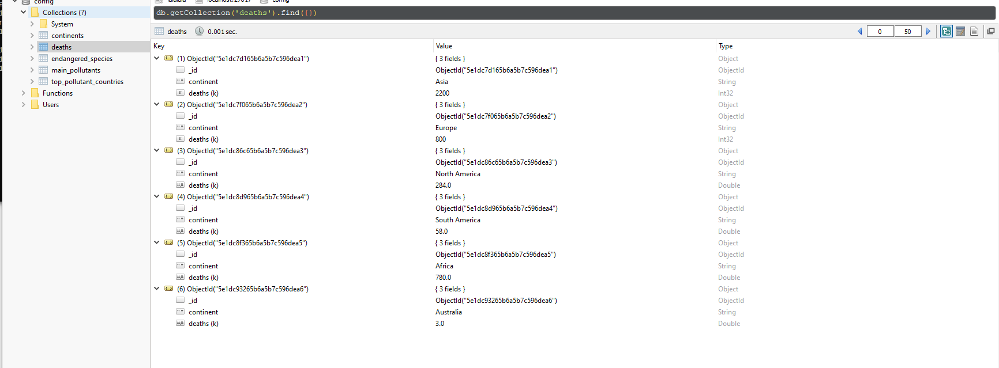 config
Collections (7)
System
continents
deaths
endangered_species
main_pollutants
top_pollutant_countries
Functions
Users
localhost:27017 config
db.getCollection('deaths').find({})
deaths 0.001 sec. 0 50
Key Value Type
(1) ObjectId("5e1dc7d165b6a5b7c596dea1") { 3 fields } Object
_id ObjectId("5e1dc7d165b6a5b7c596dea1") ObjectId
continent Asia String
deaths (k) 2200 Int32
(2) ObjectId("5e1dc7f065b6a5b7c596dea2") { 3 fields } Object
_id ObjectId("5e1dc7f065b6a5b7c596dea2") ObjectId
continent Europe String
deaths (k) 800 Int32
(3) ObjectId("5e1dc86c65b6a5b7c596dea3") { 3 fields } Object
_id ObjectId("5e1dc86c65b6a5b7c596dea3") ObjectId
continent North America String
deaths (k) 284.0 Double
(4) ObjectId("5e1dc8d965b6a5b7c596dea4") { 3 fields } Object
_id ObjectId("5e1dc8d965b6a5b7c596dea4") ObjectId
continent South America String
deaths (k) 58.0 Double
(5) ObjectId("5e1dc8f365b6a5b7c596dea5") { 3 fields } Object
_id ObjectId("5e1dc8f365b6a5b7c596dea5") ObjectId
continent Africa String
deaths (k) 780.0 Double
(6) ObjectId("5e1dc93265b6a5b7c596dea6") { 3 fields } Object
_id ObjectId("5e1dc93265b6a5b7c596dea6") ObjectId
continent Australia String
deaths (k) 3.0 Double